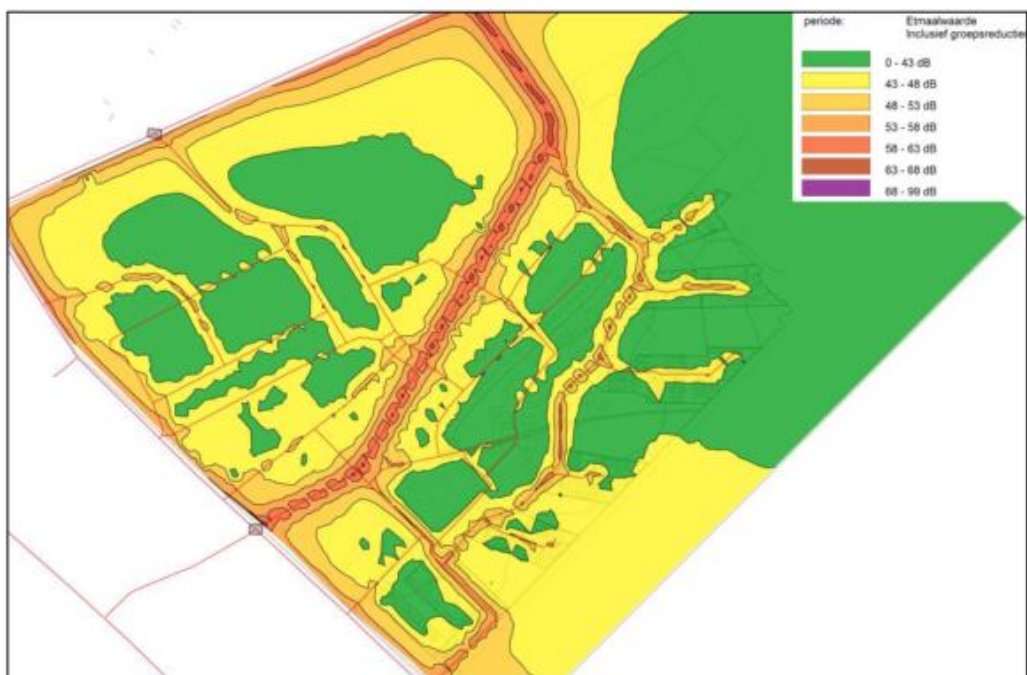 periode: Etmaalwaarde
Inclusief groepsreductie
0 - 43 dB
43 - 48 dB
48 - 53 dB
53 - 58 dB
58 - 63 dB
63 - 68 dB
68 - 99 dB